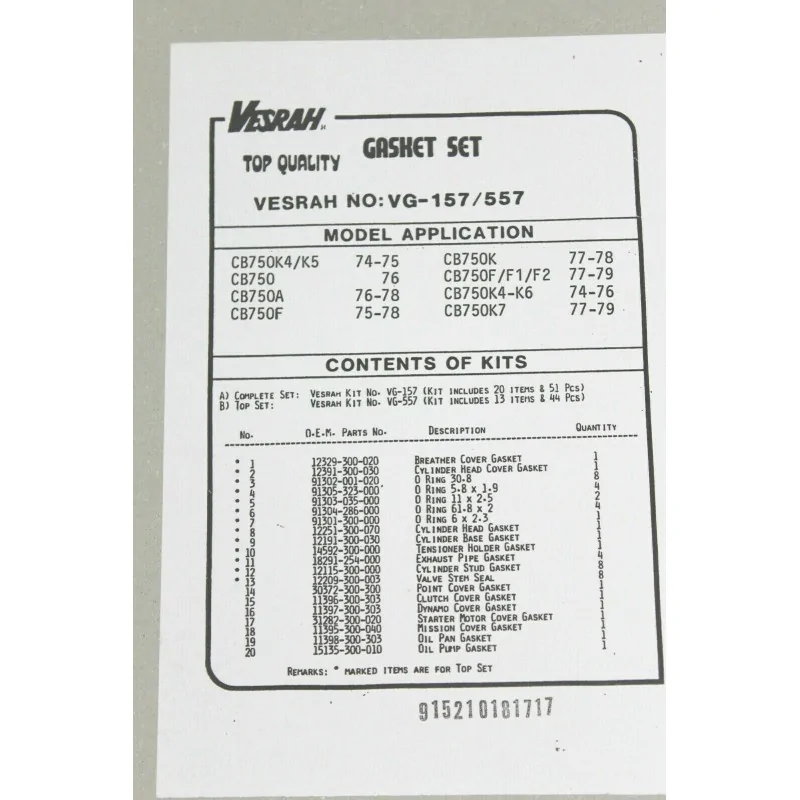 VESRAH
TOP QUALITY GASKET SET
VESRAH NO:VG-157/557
MODEL APPLICATION
CB750K4/K5 74-75 CB750K 77-78
CB750 76 CB750F/F1/F2 77-79
CB750A 76-78 CB750K4-K6 74-76
CB750F 75-78 CB750K7 77-79
CONTENTS OF KITS
A) COMPLETE SET: VESRAH KIT NO. VG-157 (KIT INCLUDES 20 ITEMS & 51 PCS)
B) TOP SET: VESRAH KIT NO. VG-557 (KIT INCLUDES 13 ITEMS & 44 PCS)
NO. O.E.M. PARTS NO. DESCRIPTION QUANTITY
* 1 12329-300-020 BREATHER COVER GASKET 1
* 2 12391-300-030 CYLINDER HEAD COVER GASKET 1
* 3 91302-001-020 O RING 30.8 8
* 4 91305-323-000 O RING 5.8 x 1.9 4
* 5 91303-035-000 O RING 11 x 2.5 2
* 6 91304-286-000 O RING 61.8 x 2 4
* 7 91301-300-000 O RING 6 x 2.3 1
* 8 12251-300-070 CYLINDER HEAD GASKET 1
* 9 12191-300-030 CYLINDER BASE GASKET 1
* 10 14592-300-000 TENSIONER HOLDER GASKET 1
* 11 18291-254-000 EXHAUST PIPE GASKET 4
* 12 12115-300-000 CYLINDER STUD GASKET 8
* 13 12209-300-003 VALVE STEM SEAL 8
14 30372-300-300 POINT COVER GASKET 1
15 11396-300-303 CLUTCH COVER GASKET 1
16 11397-300-303 DYNAMO COVER GASKET 1
17 31282-300-020 STARTER MOTOR COVER GASKET 1
18 11395-300-040 MISSION COVER GASKET 1
19 11398-300-303 OIL PAN GASKET 1
20 15135-300-010 OIL PUMP GASKET 1
REMARKS: * MARKED ITEMS ARE FOR TOP SET
915210181717